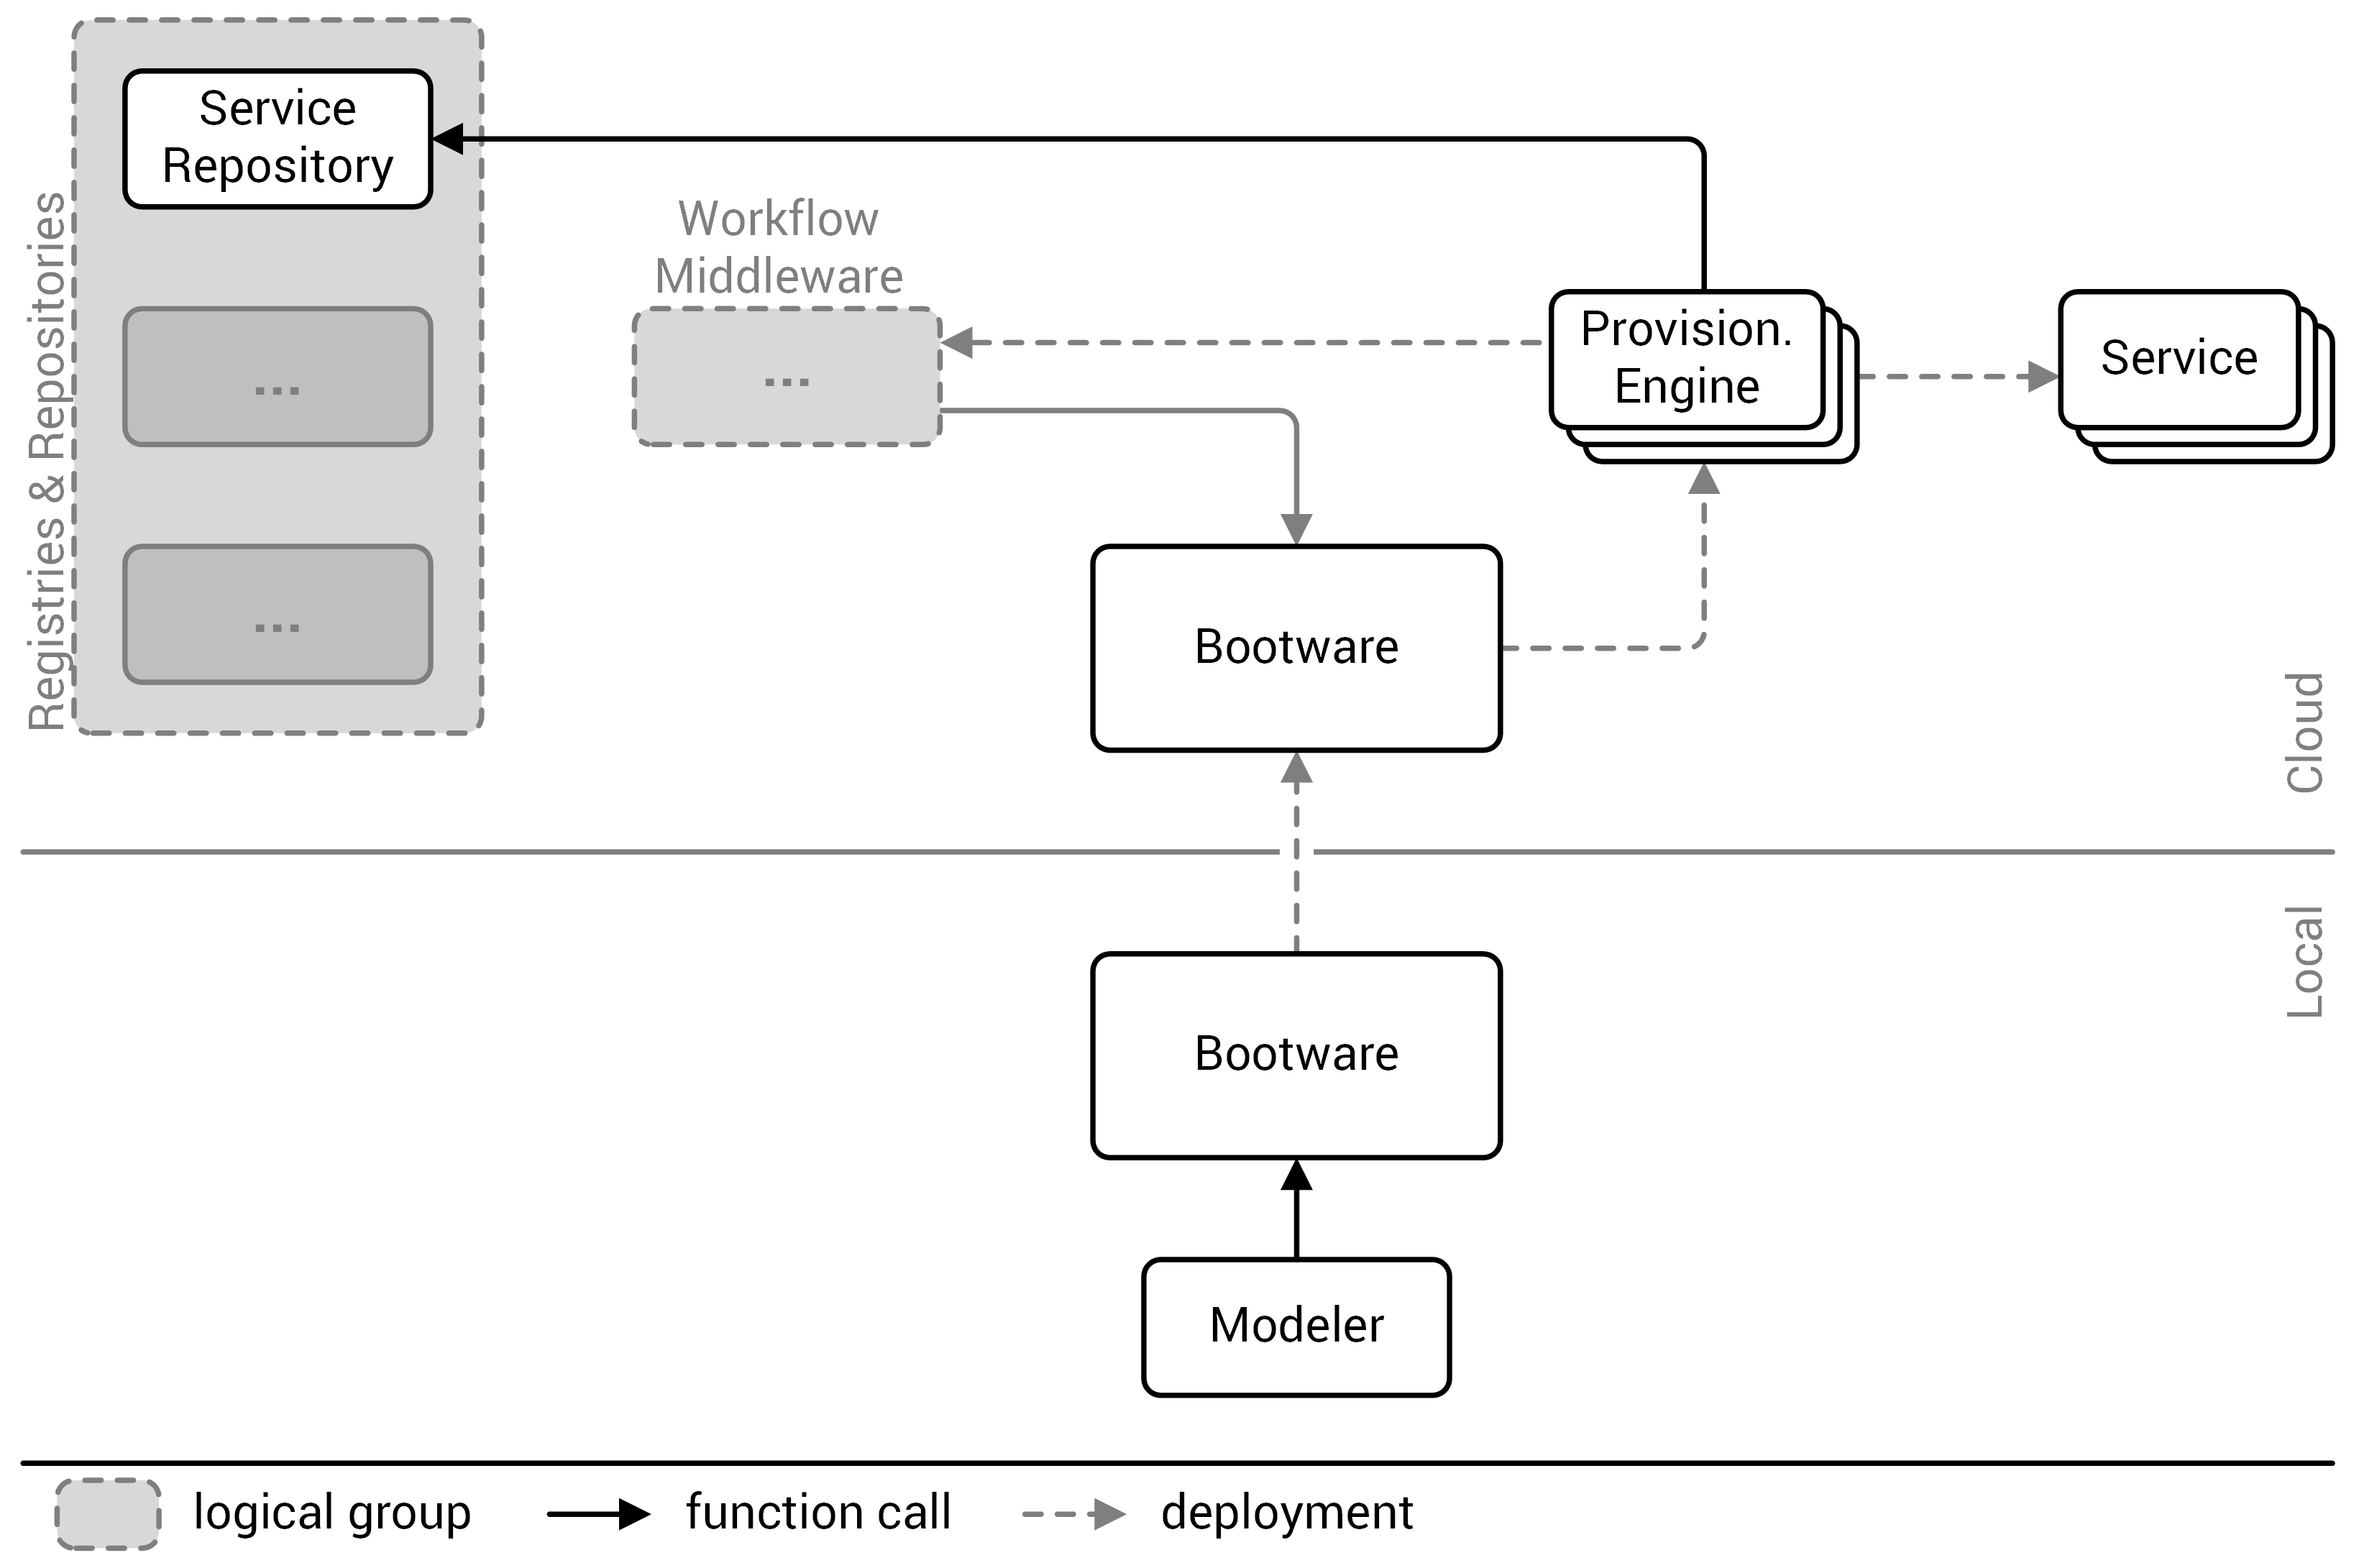 Service
Repository
Registries & Repositories
...
...
Workflow
Middleware
...
Provision.
Engine
Service
Bootware
Cloud
Local
Bootware
Modeler
logical group
function call
deployment